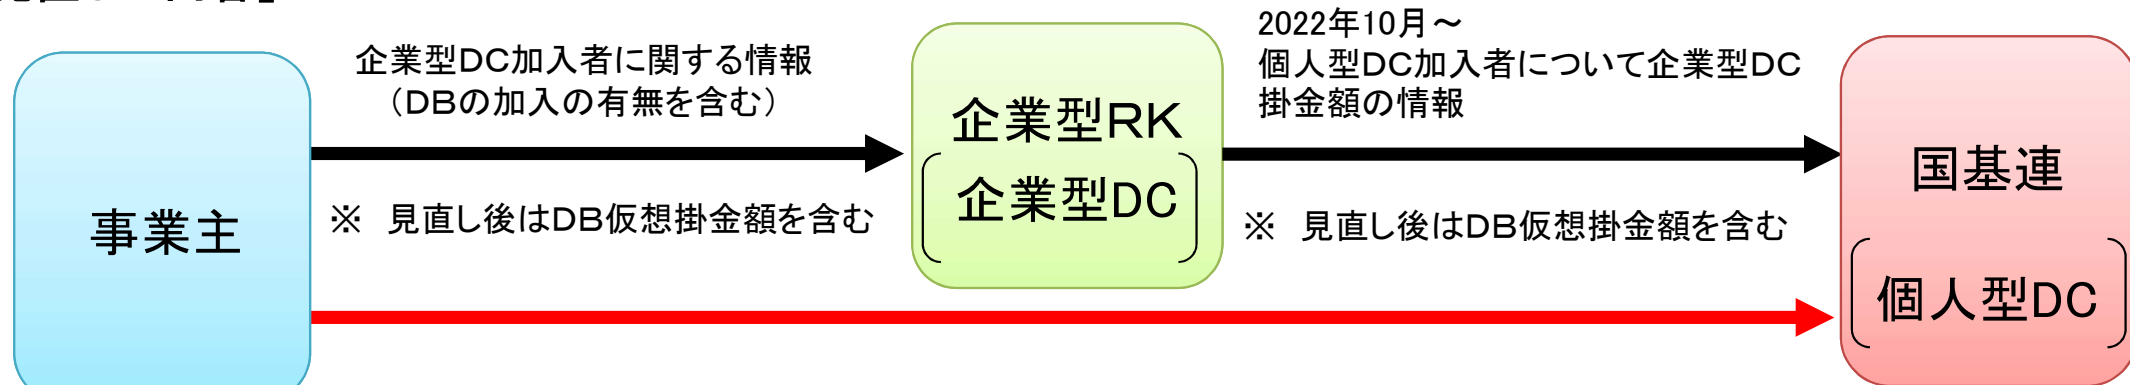 事業主
企業型DC加入者に関する情報
（DBの加入の有無を含む）
※　見直し後はDB仮想掛金額を含む
企業型RK
企業型DC
2022年10月～
個人型DC加入者について企業型DC
掛金額の情報
※　見直し後はDB仮想掛金額を含む
国基連
個人型DC